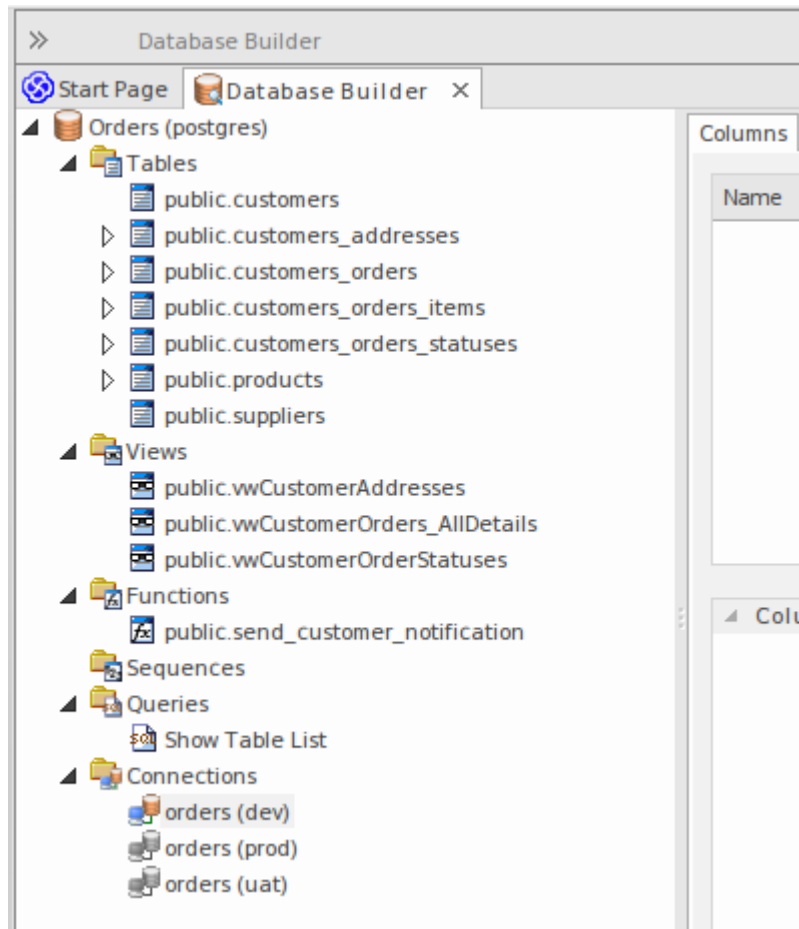 Database Builder
Start Page Database Builder
Orders (postgres)
Columns
Tables
public.customers
Name
public.customers_addresses
public.customers_orders
public.customers_orders_items
public.customers_orders_statuses
public.products
public.suppliers
Views
public.vwCustomerAddresses
public.vwCustomerOrders_AllDetails
public.vwCustomerOrderStatuses
Functions
public.send_customer_notification
Colu
Sequences
Queries
Show Table List
Connections
orders (dev)
orders (prod)
orders (uat)